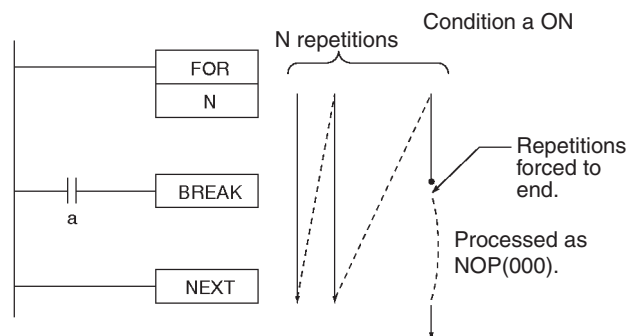 Condition a ON
N repetitions
FOR
N
Repetitions
forced to
end.
BREAK
a
Processed as
NOP(000).
NEXT